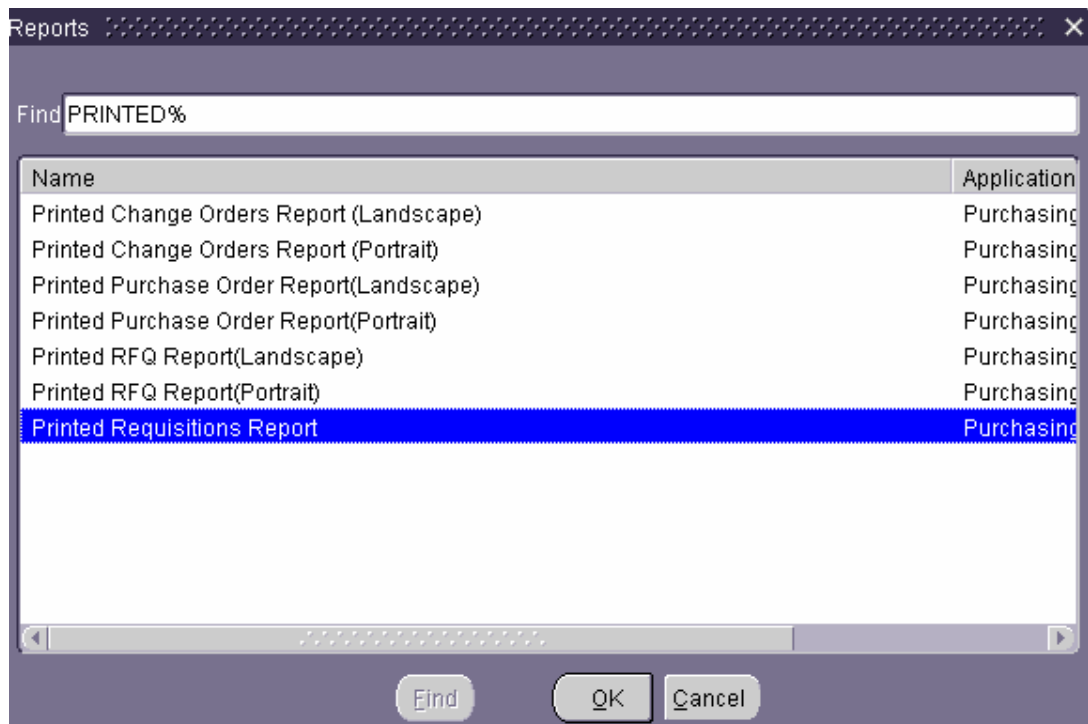 Reports
Find PRINTED%
Name Application
Printed Change Orders Report (Landscape) Purchasing
Printed Change Orders Report (Portrait) Purchasing
Printed Purchase Order Report(Landscape) Purchasing
Printed Purchase Order Report(Portrait) Purchasing
Printed RFQ Report(Landscape) Purchasing
Printed RFQ Report(Portrait) Purchasing
Printed Requisitions Report Purchasing
Find OK Cancel